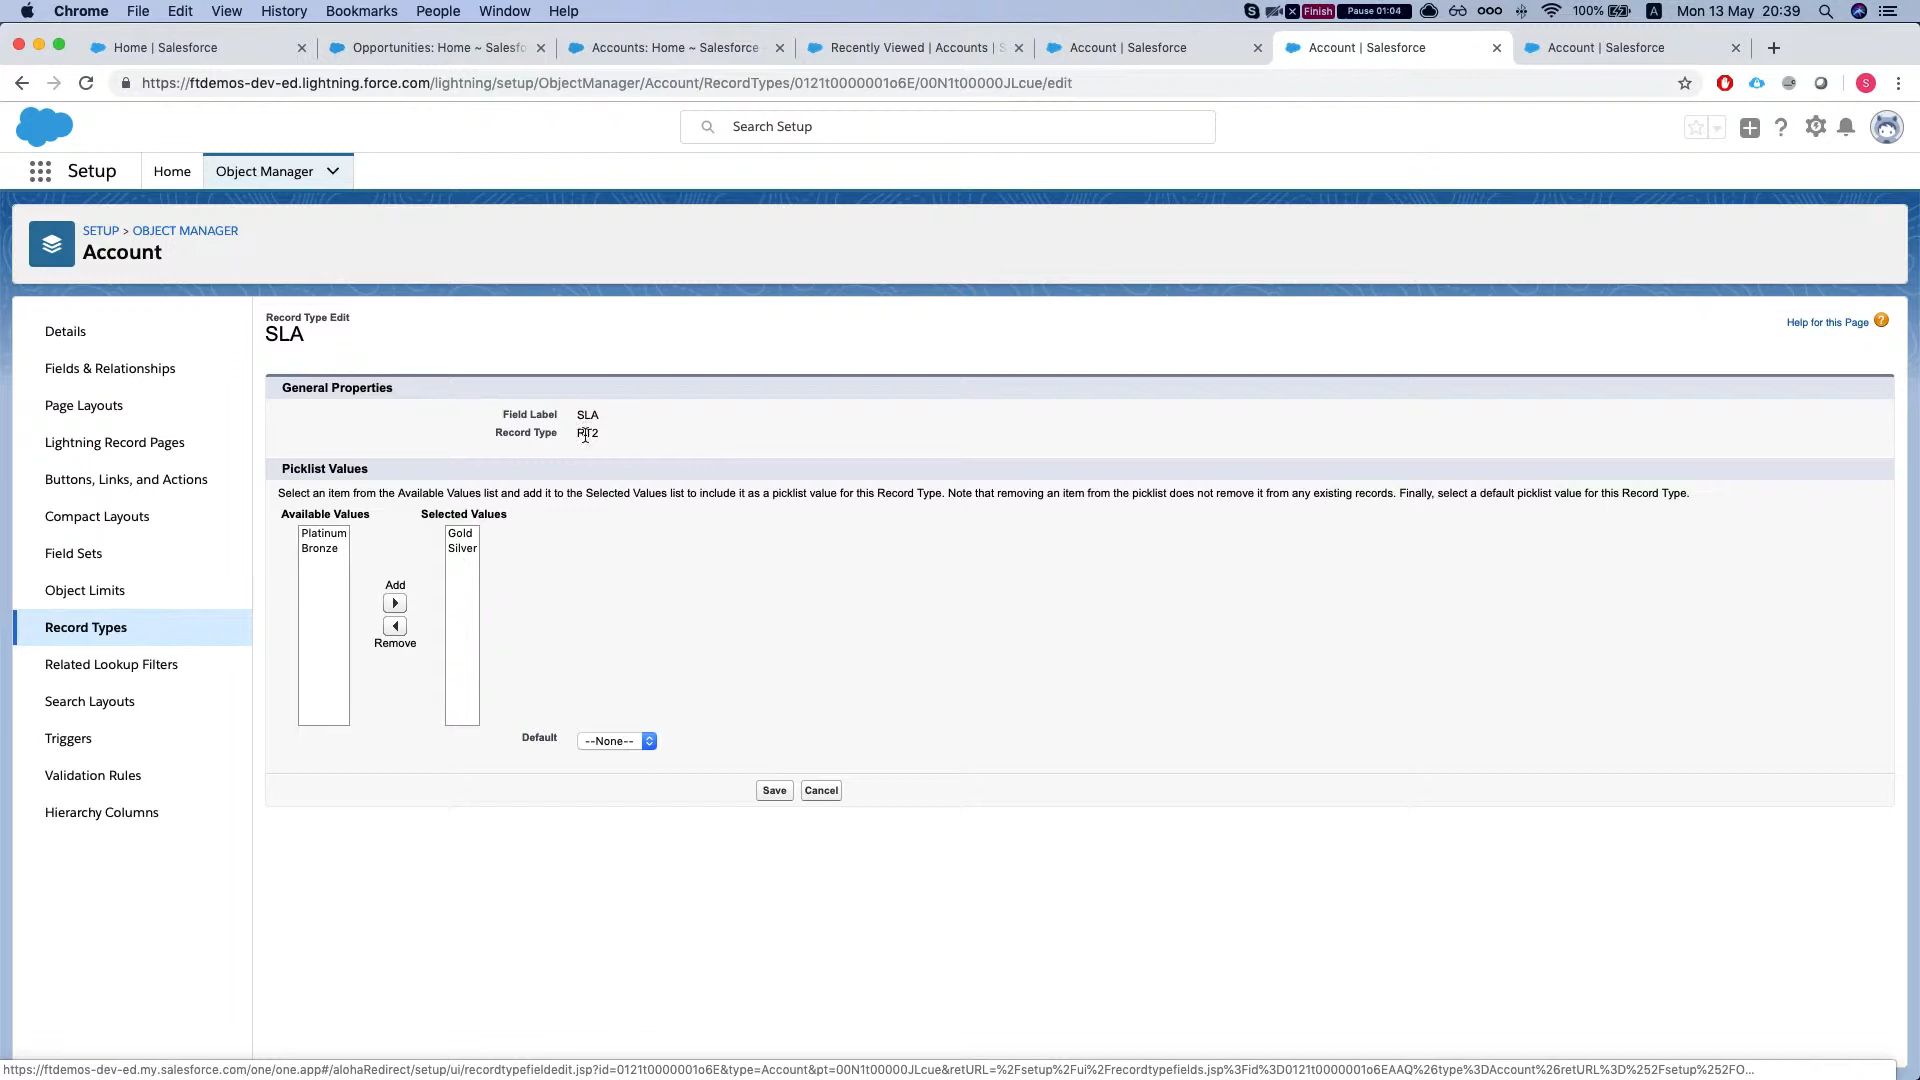 Chrome File Edit View History Bookmarks People Window Help Finish Pause 01:04 100% A Mon 13 May 20:39
Home | Salesforce Opportunities: Home ~ Salesfo Accounts: Home ~ Salesforce Recently Viewed | Accounts | S Account | Salesforce Account | Salesforce Account | Salesforce
https://ftdemos-dev-ed.lightning.force.com/lightning/setup/ObjectManager/Account/RecordTypes/0121t0000001o6E/00N1t00000JLcue/edit S
Search Setup
Setup Home Object Manager
SETUP > OBJECT MANAGER
Account
Details
Fields & Relationships
Page Layouts
Lightning Record Pages
Buttons, Links, and Actions
Compact Layouts
Field Sets
Object Limits
Record Types
Related Lookup Filters
Search Layouts
Triggers
Validation Rules
Hierarchy Columns
Record Type Edit
SLA
Help for this Page
General Properties
Field Label SLA
Record Type RT2
Picklist Values
Select an item from the Available Values list and add it to the Selected Values list to include it as a picklist value for this Record Type. Note that removing an item from the picklist does not remove it from any existing records. Finally, select a default picklist value for this Record Type.
Available Values Selected Values
Platinum Gold
Bronze Silver
Add
Remove
Default --None--
Save Cancel
https://ftdemos-dev-ed.my.salesforce.com/one/one.app#/alohaRedirect/setup/ui/recordtypefieldedit.jsp?id=0121t0000001o6E&type=Account&pt=00N1t00000JLcue&retURL=%2Fsetup%2Fui%2Frecordtypefields.jsp%3Fid%3D0121t0000001o6EAAQ%26type%3DAccount%26retURL%3D%252Fsetup%252FO...